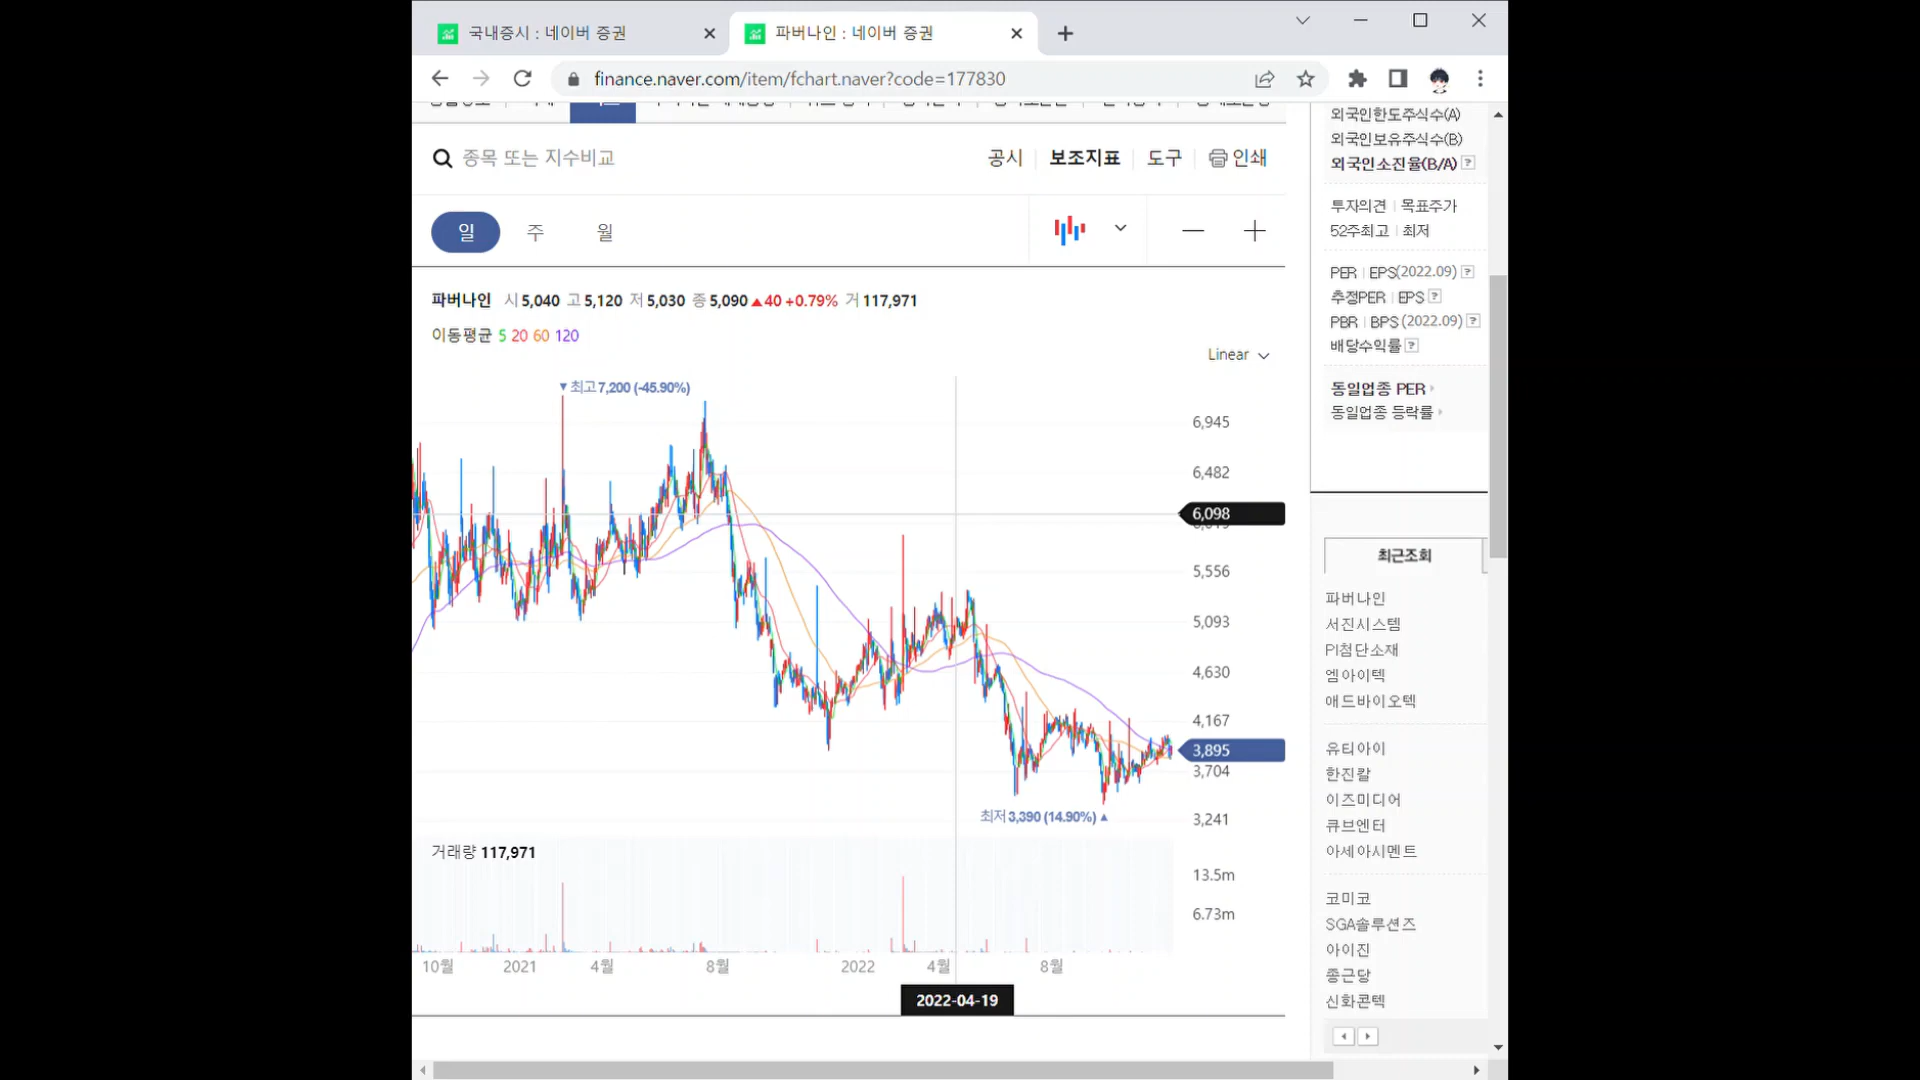 국내증시 : 네이버 증권
파버나인 : 네이버 증권
finance.naver.com/item/fchart.naver?code=177830
종목 또는 지수비교
공시 보조지표 도구 인쇄
일 주 월
파버나인 시 5,040 고 5,120 저 5,030 종 5,090 ▲40 +0.79% 거 117,971
이동평균 5 20 60 120
Linear
▼최고 7,200 (-45.90%)
6,945
6,482
6,098
5,556
5,093
4,630
4,167
3,895
3,704
3,241
최저 3,390 (14.90%) ▲
거래량 117,971
13.5m
6.73m
10월 2021 4월 8월 2022 4월 8월
2022-04-19
외국인한도주식수(A)
외국인보유주식수(B)
외국인소진율(B/A) ?
투자의견 | 목표주가
52주최고 | 최저
PER | EPS(2022.09) ?
추정PER | EPS ?
PBR | BPS (2022.09) ?
배당수익률 ?
동일업종 PER
동일업종 등락률
최근조회
파버나인
서진시스템
PI첨단소재
엠아이텍
애드바이오텍
유티아이
한진칼
이즈미디어
큐브엔터
아세아시멘트
코미코
SGA솔루션즈
아이진
종근당
신화콘텍